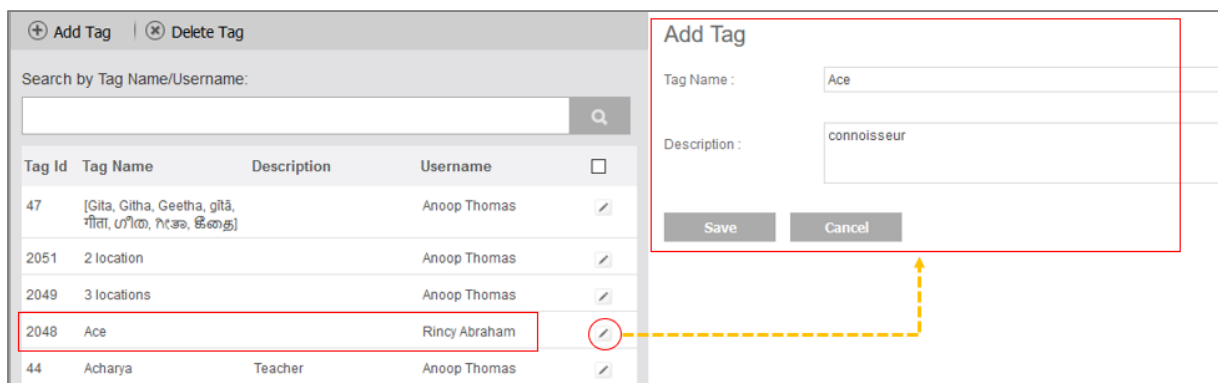 Add Tag Delete Tag
Search by Tag Name/Username:
Tag Id Tag Name Description Username
47 [Gita, Githa, Geetha, gītā, Anoop Thomas
गीता, ഗീത, கீதை]
2051 2 location Anoop Thomas
2049 3 locations Anoop Thomas
2048 Ace Rincy Abraham
44 Acharya Teacher Anoop Thomas
Add Tag
Tag Name : Ace
Description : connoisseur
Save Cancel